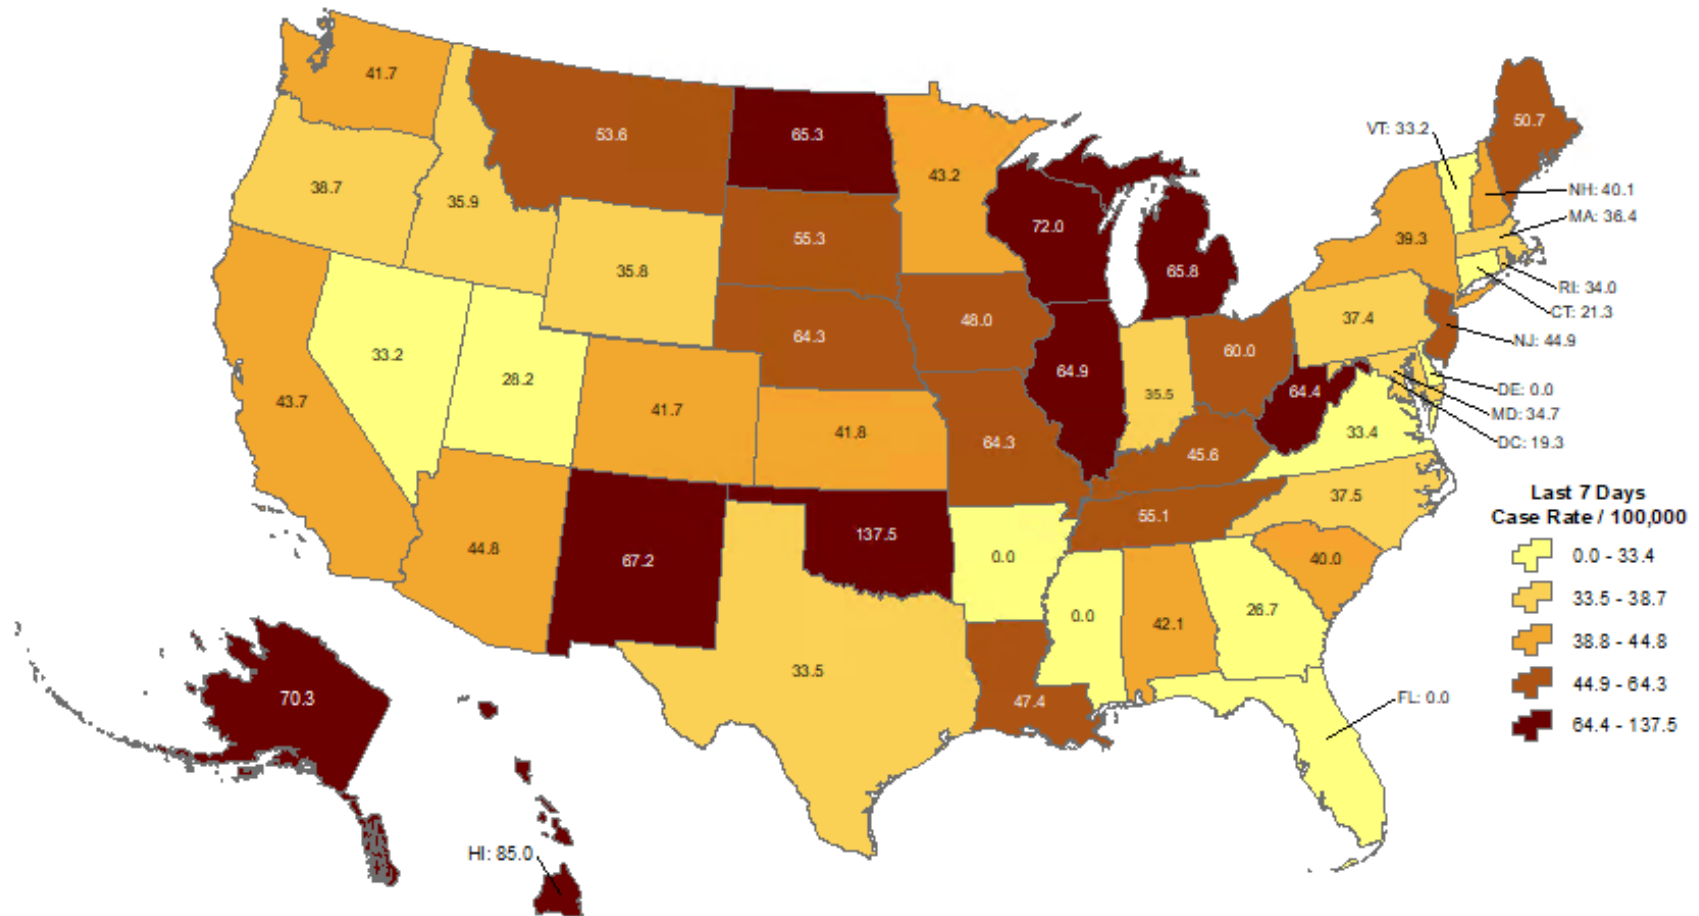 41.7
53.6
65.3
43.2
50.7
VT: 33.2
38.7
35.9
NH: 40.1
MA: 36.4
55.3
72.0
39.3
35.8
65.8
RI: 34.0
CT: 21.3
37.4
48.0
NJ: 44.9
64.3
33.2
60.0
28.2
64.9
35.5
64.4
DE: 0.0
43.7
41.7
MD: 34.7
41.8
33.4
DC: 19.3
64.3
45.6
37.5
Last 7 Days
Case Rate / 100,000
55.1
137.5
44.8
0.0
40.0
0.0 - 33.4
67.2
33.5 - 38.7
0.0
42.1
26.7
38.8 - 44.8
33.5
70.3
47.4
44.9 - 64.3
FL: 0.0
64.4 - 137.5
HI: 85.0